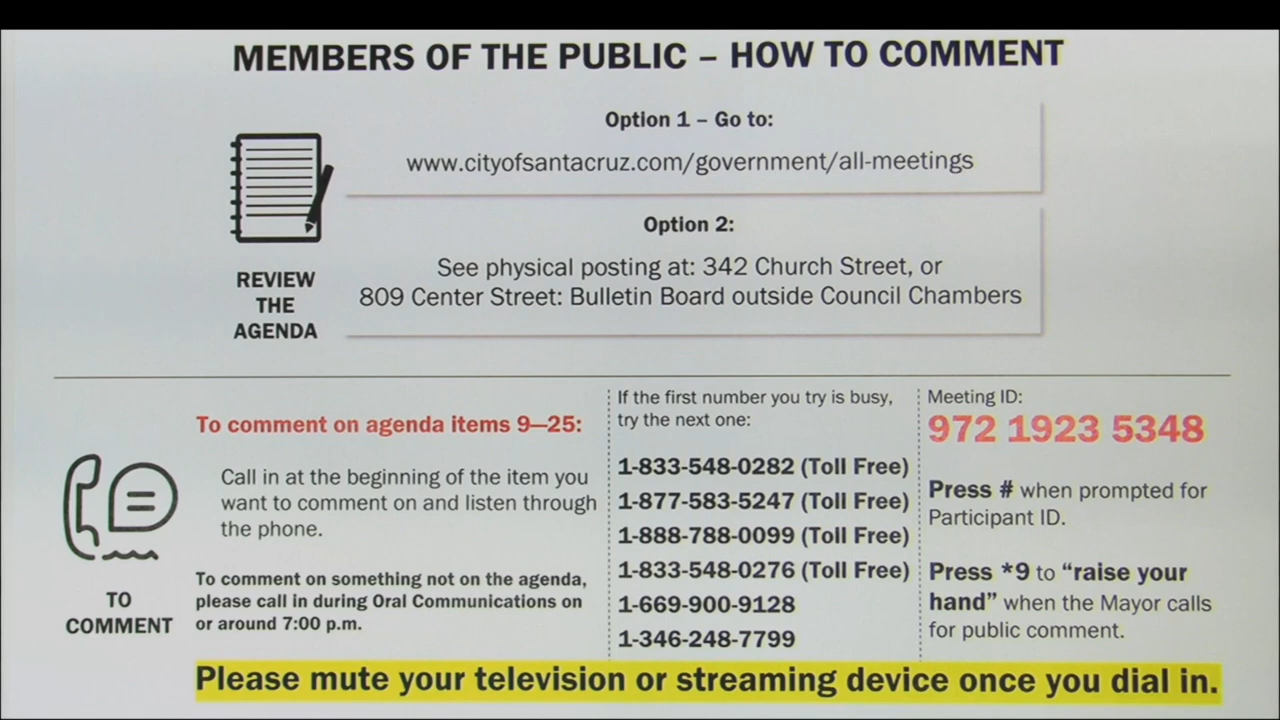 MEMBERS OF THE PUBLIC – HOW TO COMMENT
Option 1 – Go to:
www.cityofsantacruz.com/government/all-meetings
Option 2:
See physical posting at: 342 Church Street, or
809 Center Street: Bulletin Board outside Council Chambers
REVIEW
THE
AGENDA
To comment on agenda items 9—25:
Call in at the beginning of the item you
want to comment on and listen through
the phone.
To comment on something not on the agenda,
please call in during Oral Communications on
or around 7:00 p.m.
TO
COMMENT
If the first number you try is busy,
try the next one:
1-833-548-0282 (Toll Free)
1-877-583-5247 (Toll Free)
1-888-788-0099 (Toll Free)
1-833-548-0276 (Toll Free)
1-669-900-9128
1-346-248-7799
Meeting ID:
972 1923 5348
Press # when prompted for
Participant ID.
Press *9 to “raise your
hand” when the Mayor calls
for public comment.
Please mute your television or streaming device once you dial in.